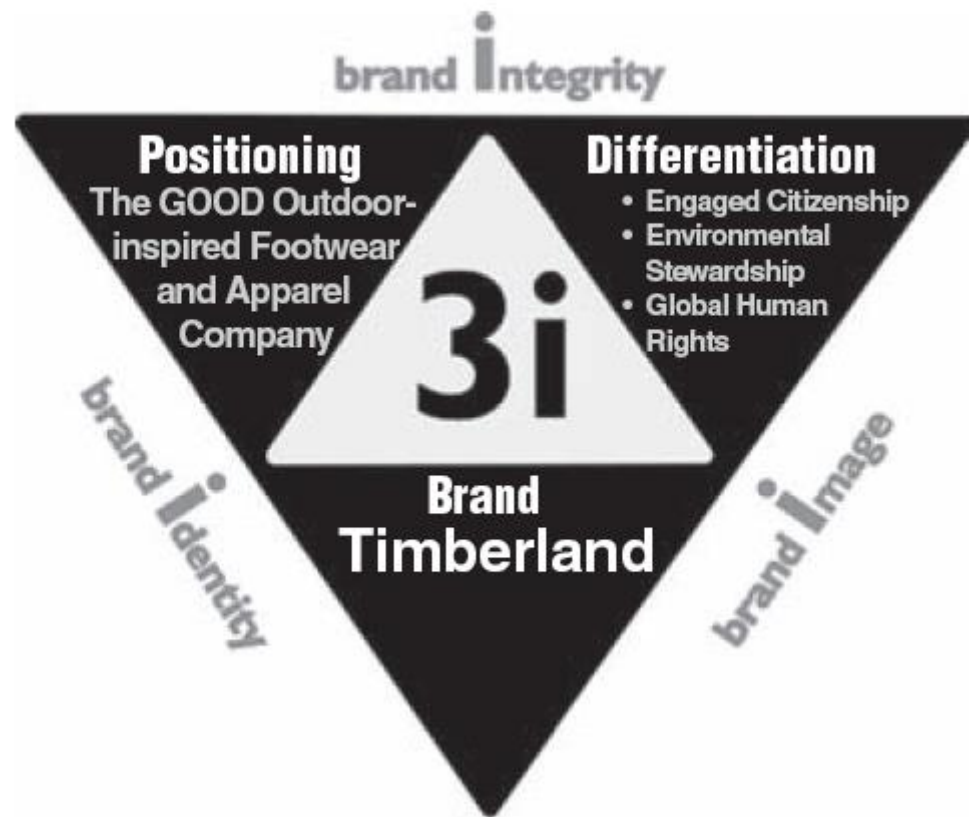 brand integrity
Positioning
The GOOD Outdoor-
inspired Footwear
and Apparel
Company
Differentiation
• Engaged Citizenship
• Environmental
Stewardship
• Global Human
Rights
3i
brand identity
brand image
Brand
Timberland